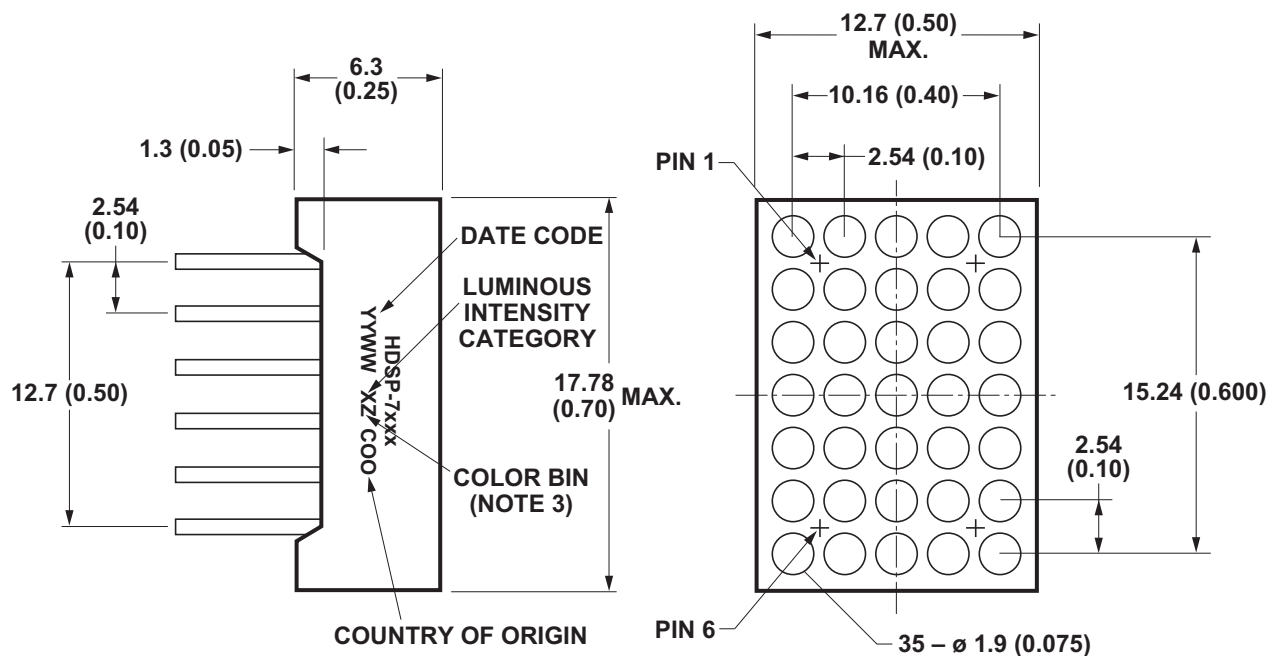 6.3
(0.25)
1.3 (0.05)
2.54
(0.10)
12.7 (0.50)
DATE CODE
LUMINOUS
INTENSITY
CATEGORY
HDSP-7xxx
YYWW XZ COO
COLOR BIN
(NOTE 3)
COUNTRY OF ORIGIN
17.78
(0.70)
MAX.
12.7 (0.50)
MAX.
10.16 (0.40)
2.54 (0.10)
PIN 1
15.24 (0.600)
2.54
(0.10)
PIN 6
35 – ø 1.9 (0.075)